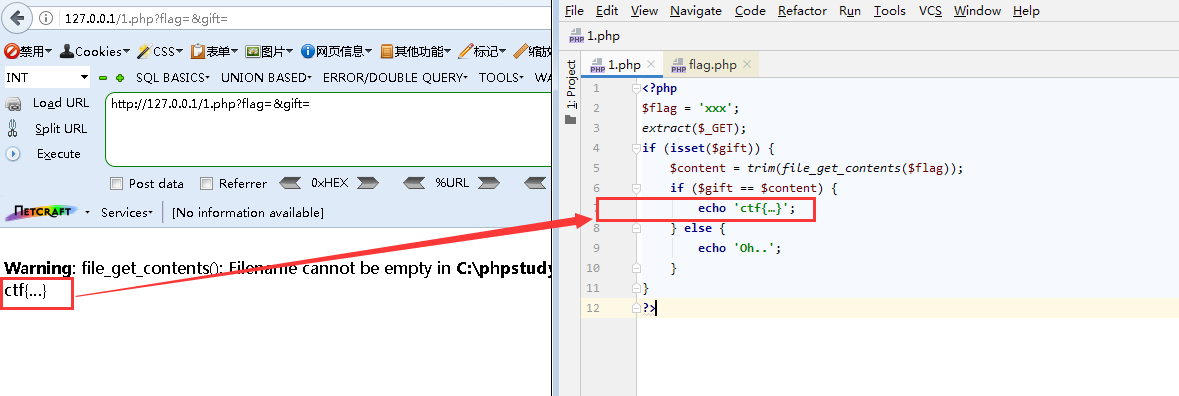 127.0.0.1/1.php?flag=&gift=
禁用 Cookies CSS 表单 图片 网页信息 其他功能 标记 缩放
INT SQL BASICS UNION BASED ERROR/DOUBLE QUERY TOOLS WA
Load URL
Split URL
Execute
http://127.0.0.1/1.php?flag=&gift=
Post data Referrer 0xHEX %URL
NETCRAFT Services [No information available]
Warning: file_get_contents(): Filename cannot be empty in C:\phpstudy
ctf{...}
File Edit View Navigate Code Refactor Run Tools VCS Window Help
1.php
1: Project
1.php flag.php
1 <?php
2 $flag = 'xxx';
3 extract($_GET);
4 if (isset($gift)) {
5 $content = trim(file_get_contents($flag));
6 if ($gift == $content) {
7 echo 'ctf{…}';
8 } else {
9 echo 'Oh..';
10 }
11 }
12 ?>